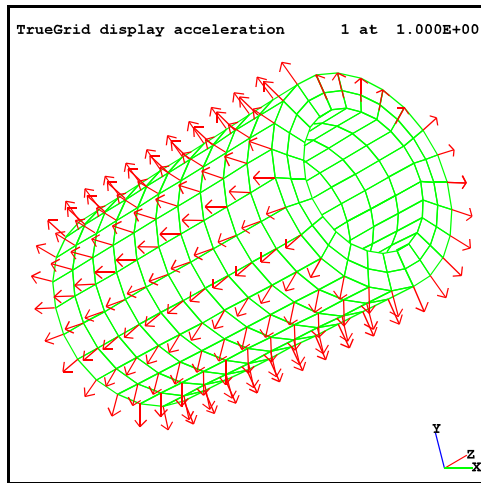 TrueGrid display acceleration 1 at 1.000E+00
Y
Z
X